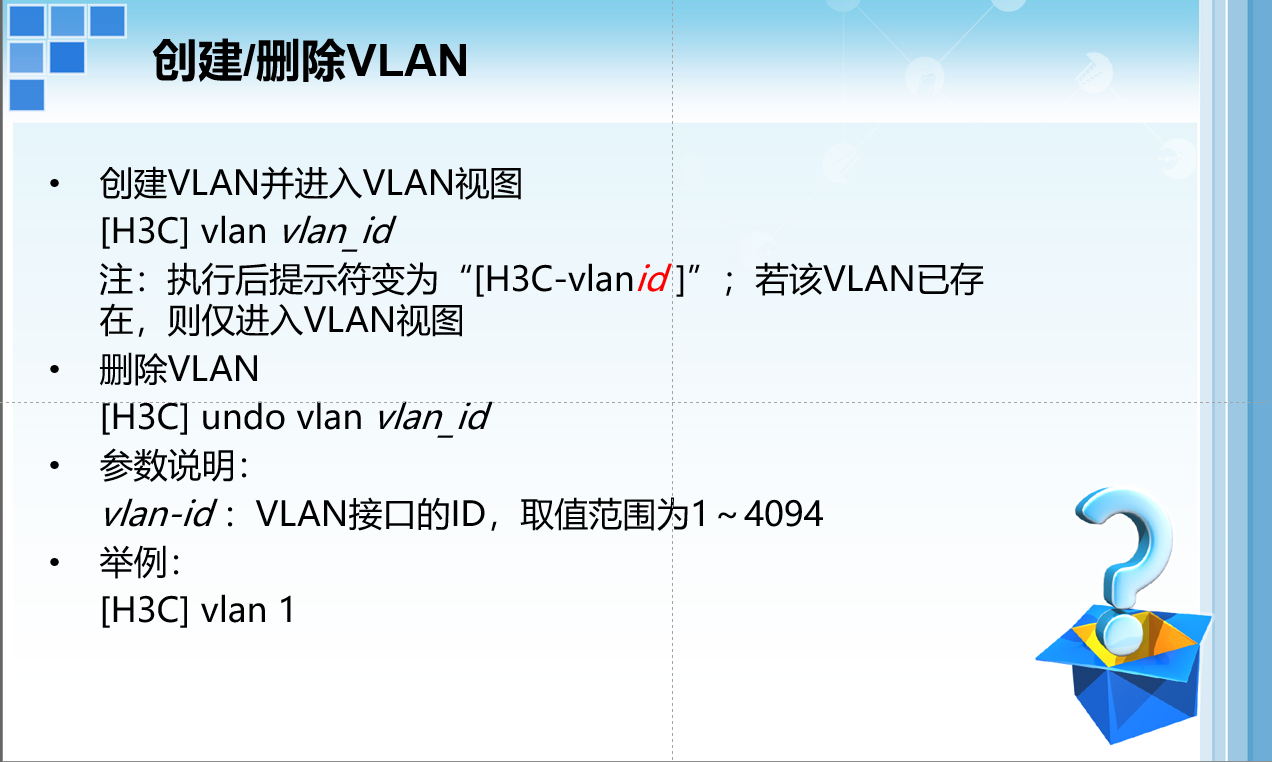 创建/删除VLAN
• 创建VLAN并进入VLAN视图
[H3C] vlan vlan_id
注：执行后提示符变为“[H3C-vlanid ]”；若该VLAN已存
在，则仅进入VLAN视图
• 删除VLAN
[H3C] undo vlan vlan_id
• 参数说明：
vlan-id ：VLAN接口的ID，取值范围为1～4094
• 举例：
[H3C] vlan 1